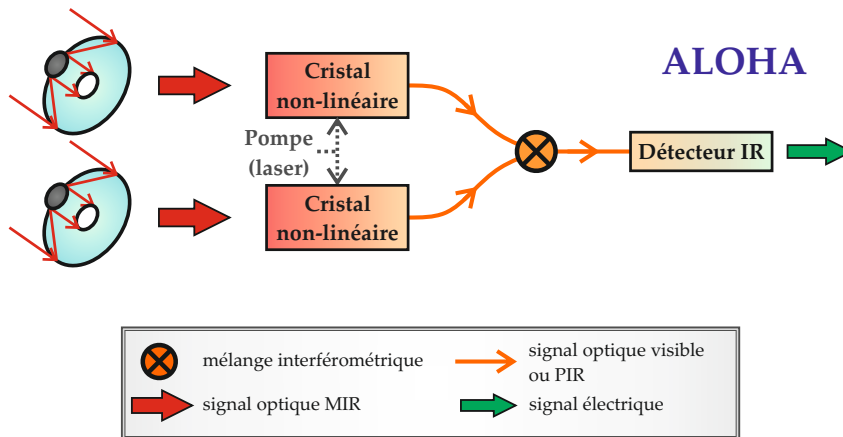 ALOHA
Cristal
non-linéaire
Pompe
(laser)
Détecteur IR
Cristal
non-linéaire
mélange interférométrique
signal optique visible
ou PIR
signal optique MIR
signal électrique